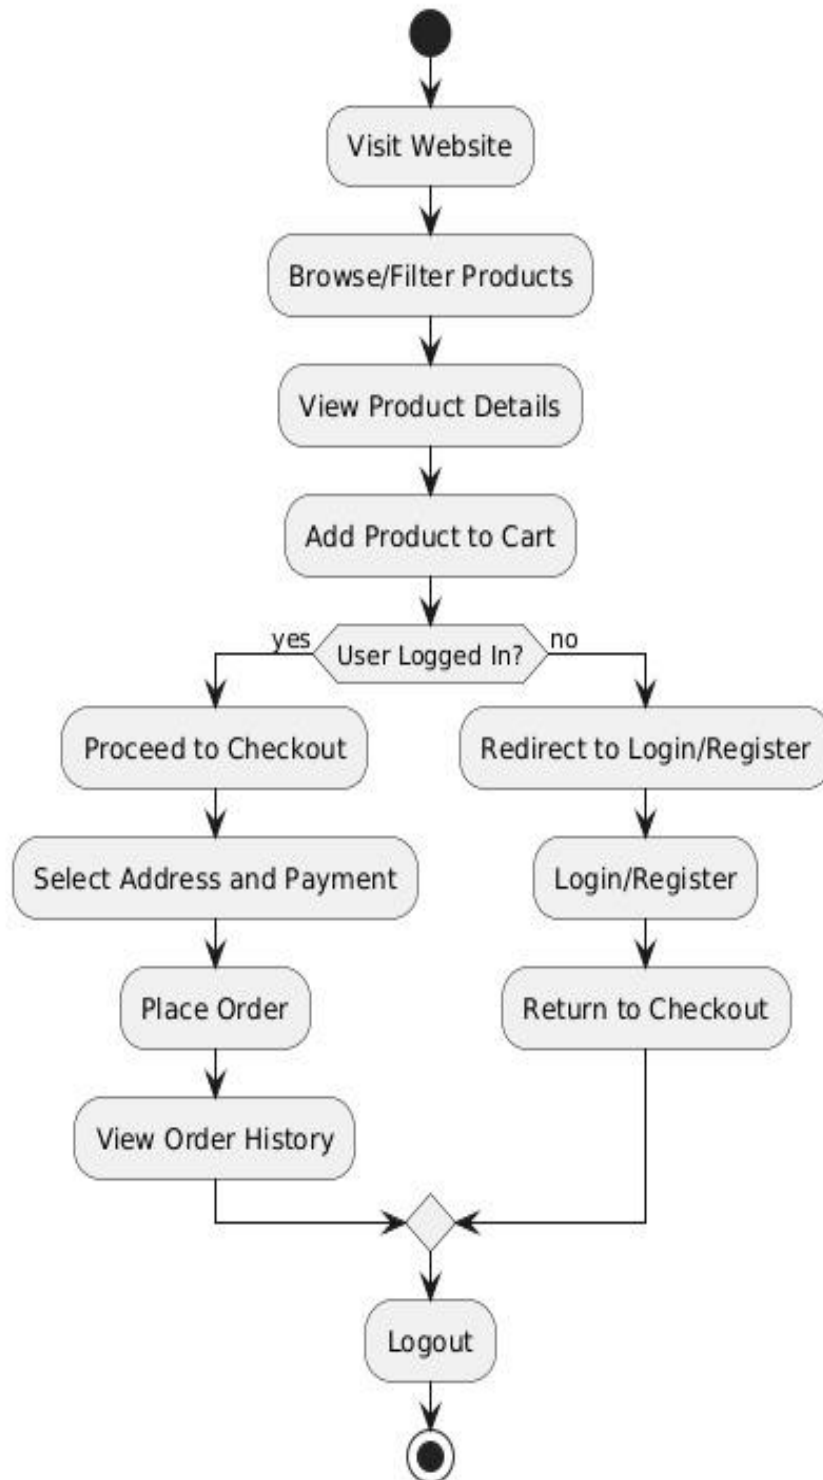 Visit Website
Browse/Filter Products
View Product Details
Add Product to Cart
yes
User Logged In?
no
Proceed to Checkout
Redirect to Login/Register
Select Address and Payment
Login/Register
Place Order
Return to Checkout
View Order History
Logout